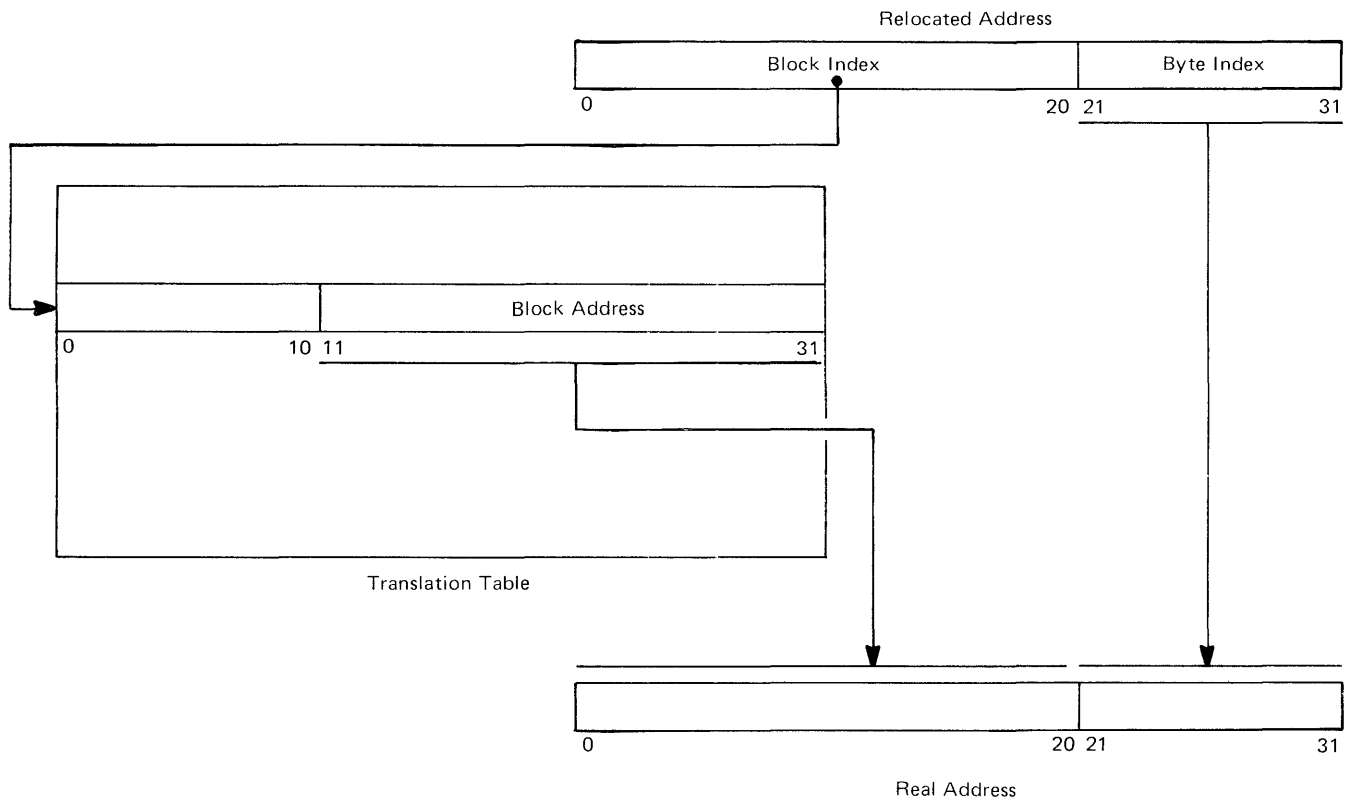 Relocated Address
Block Index Byte Index
0 20 21 31
Block Address
0 10 11 31
Translation Table
0 20 21 31
Real Address